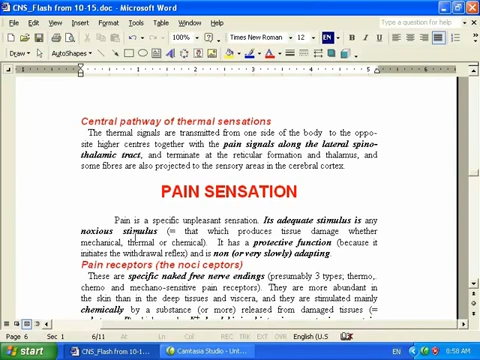 CNS_Flash from 10-15.doc - Microsoft Word
File Edit View Insert Format Tools Table Window Help
Type a question for help
100%
Times New Roman
12
EN
B
Draw
AutoShapes
Central pathway of thermal sensations
The thermal signals are transmitted from one side of the body to the oppo-
site higher centres together with the pain signals along the lateral spino-
thalamic tract, and terminate at the reticular formation and thalamus, and
some fibres are also projected to the sensory areas in the cerebral cortex.
PAIN SENSATION
Pain is a specific unpleasant sensation. Its adequate stimulus is any
noxious stimulus (= that which produces tissue damage whether
mechanical, thermal or chemical). It has a protective function (because it
initiates the withdrawal reflex) and is non (or very slowly) adapting.
Pain receptors (the noci ceptors)
These are specific naked free nerve endings (presumably 3 types; thermo,.
chemo and mechano-sensitive pain receptors). They are more abundant in
the skin than in the deep tissues and viscera, and they are stimulated mainly
chemically by a substance (or more) released from damaged tissues (=
Page 6 Sec 1 6/11 At Ln Col REC TRK EXT OVR English (U.S
start
CNS_Flash from 10-1...
Camtasia Studio - Unt...
EN
6:58 AM